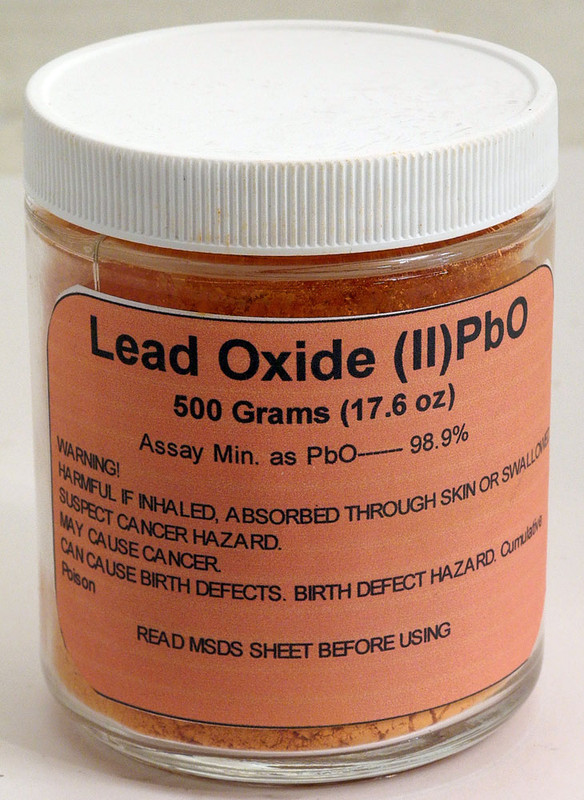 Lead Oxide (II)PbO
500 Grams (17.6 oz)
Assay Min. as PbO----- 98.9%
WARNING!
HARMFUL IF INHALED, ABSORBED THROUGH SKIN OR SWALLOWE
SUSPECT CANCER HAZARD.
MAY CAUSE CANCER.
CAN CAUSE BIRTH DEFECTS. BIRTH DEFECT HAZARD. Cumulative
Poison
READ MSDS SHEET BEFORE USING